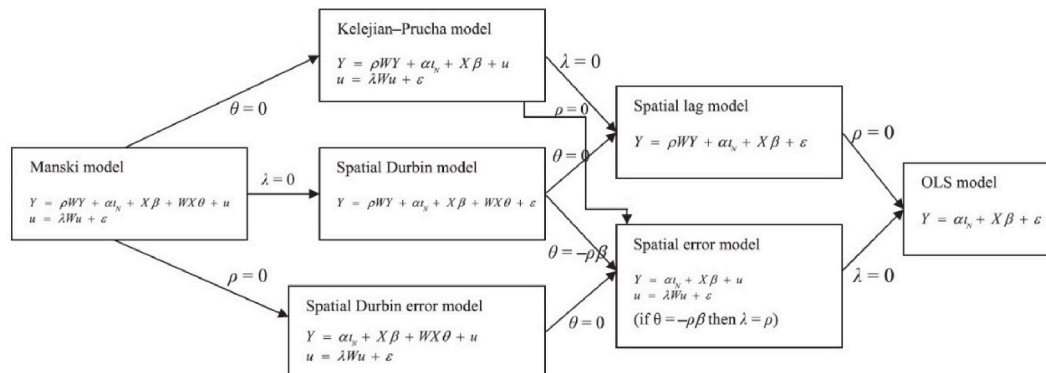 Kelejian–Prucha model
Y = ρWY + αι_N + Xβ + u
u = λWu + ε
λ = 0
θ = 0
ρ = 0
Spatial lag model
Y = ρWY + αι_N + Xβ + ε
ρ = 0
Manski model
Y = ρWY + αι_N + Xβ + WXθ + u
u = λWu + ε
λ = 0
Spatial Durbin model
Y = ρWY + αι_N + Xβ + WXθ + ε
θ = 0
θ = −ρβ
OLS model
Y = αι_N + Xβ + ε
Spatial error model
Y = αι_N + Xβ + u
u = λWu + ε
(if θ = −ρβ then λ = ρ)
λ = 0
ρ = 0
Spatial Durbin error model
Y = αι_N + Xβ + WXθ + u
u = λWu + ε
θ = 0